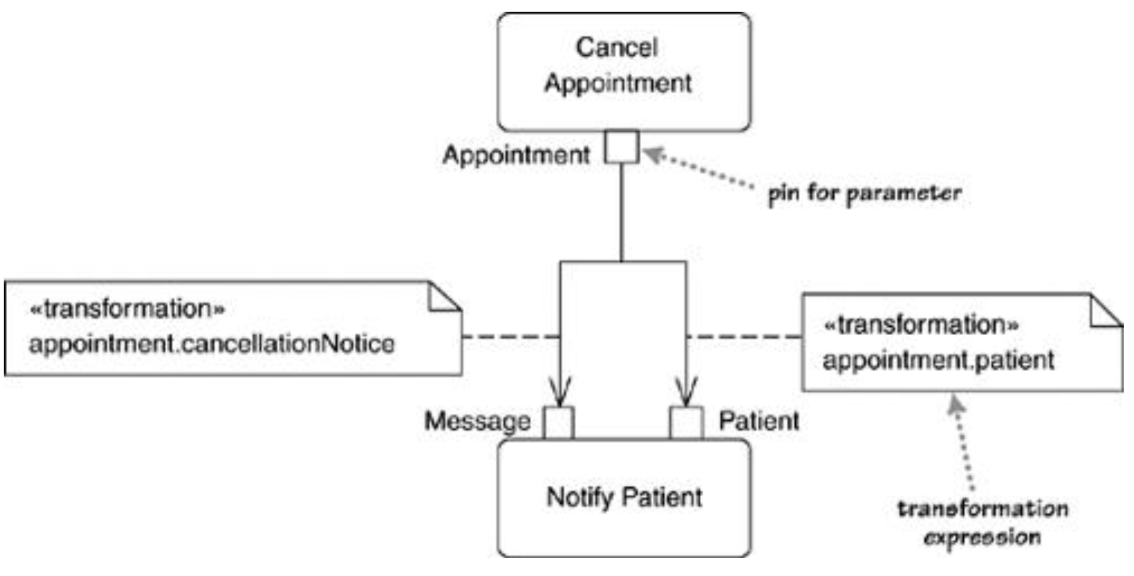 Cancel
Appointment
Appointment
pin for parameter
«transformation»
appointment.cancellationNotice
«transformation»
appointment.patient
Message
Patient
Notify Patient
transformation
expression